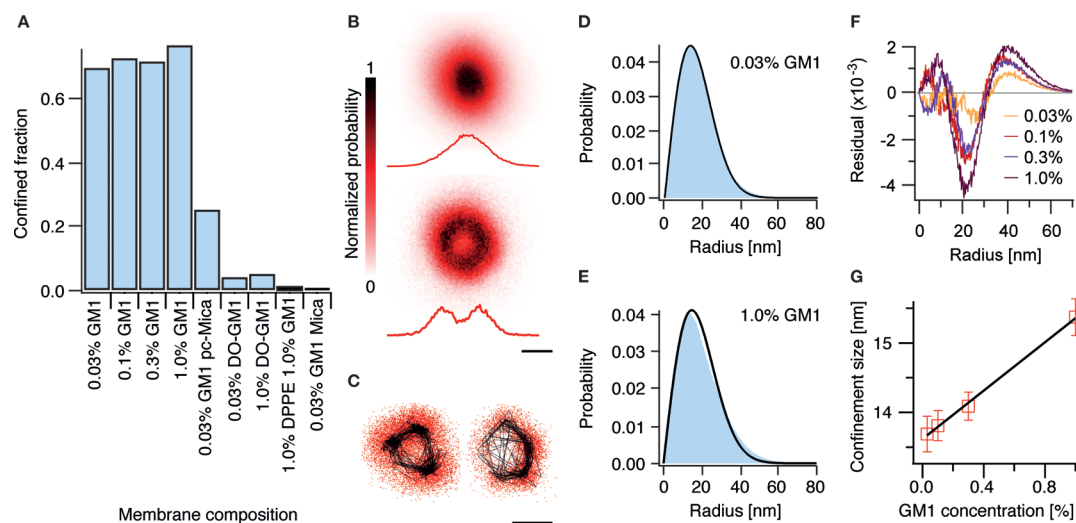 A
Confined fraction
0.6
0.4
0.2
0.0
0.03% GM1
0.1% GM1
0.3% GM1
1.0% GM1
0.03% GM1 pc-Mica
0.03% DO-GM1
1.0% DO-GM1
1.0% DPPE 1.0% GM1
0.03% GM1 Mica
Membrane composition
B
Normalized probability
1
0
C
D
0.03% GM1
Probability
0.04
0.03
0.02
0.01
0.00
0 20 40 60 80
Radius [nm]
E
1.0% GM1
Probability
0.04
0.03
0.02
0.01
0.00
0 20 40 60 80
Radius [nm]
F
Residual (x10⁻³)
2
0
-2
-4
0.03%
0.1%
0.3%
1.0%
0 20 40 60
Radius [nm]
G
Confinement size [nm]
15
14
0.0 0.4 0.8
GM1 concentration [%]